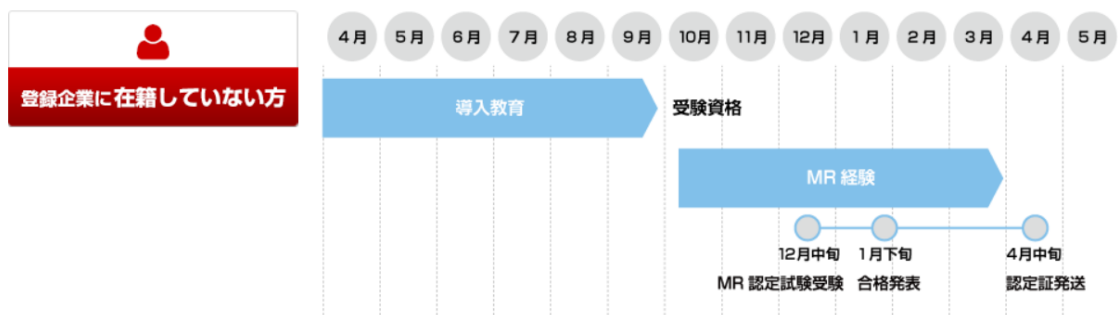 4月 5月 6月 7月 8月 9月 10月 11月 12月 1月 2月 3月 4月 5月
登録企業に在籍していない方
導入教育 受験資格
MR 経験
12月中旬 1月下旬 4月中旬
MR 認定試験受験 合格発表 認定証発送